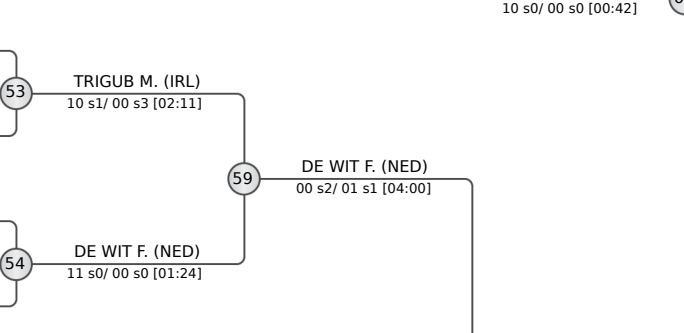 10 s0/ 00 s0 [00:42]
53
TRIGUB M. (IRL)
10 s1/ 00 s3 [02:11]
59
DE WIT F. (NED)
00 s2/ 01 s1 [04:00]
54
DE WIT F. (NED)
11 s0/ 00 s0 [01:24]